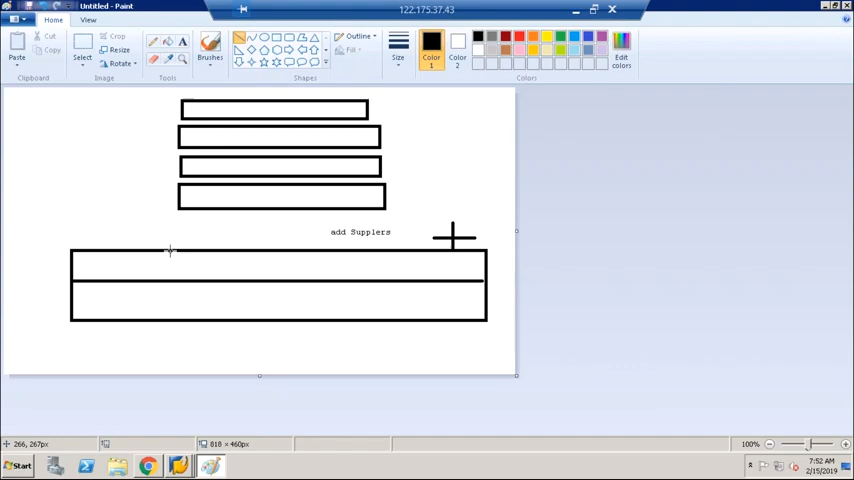 Untitled - Paint
122.175.37.43
Home
View
Cut
Copy
Paste
Clipboard
Crop
Resize
Rotate
Select
Image
Tools
Brushes
Outline
Fill
Shapes
Size
Color 1
Color 2
Edit colors
Colors
add Supplers
266, 267px
818 × 460px
100%
Start
7:52 AM
2/15/2019